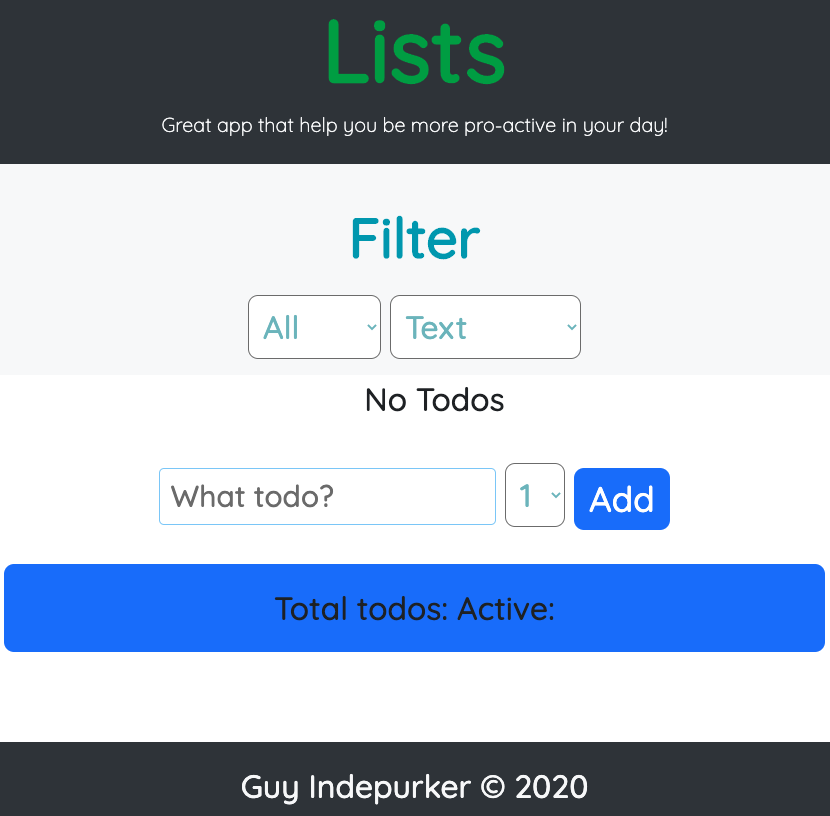 Lists
Great app that help you be more pro-active in your day!
Filter
All Text
No Todos
What todo? 1 Add
Total todos: Active:
Guy Indepurker © 2020